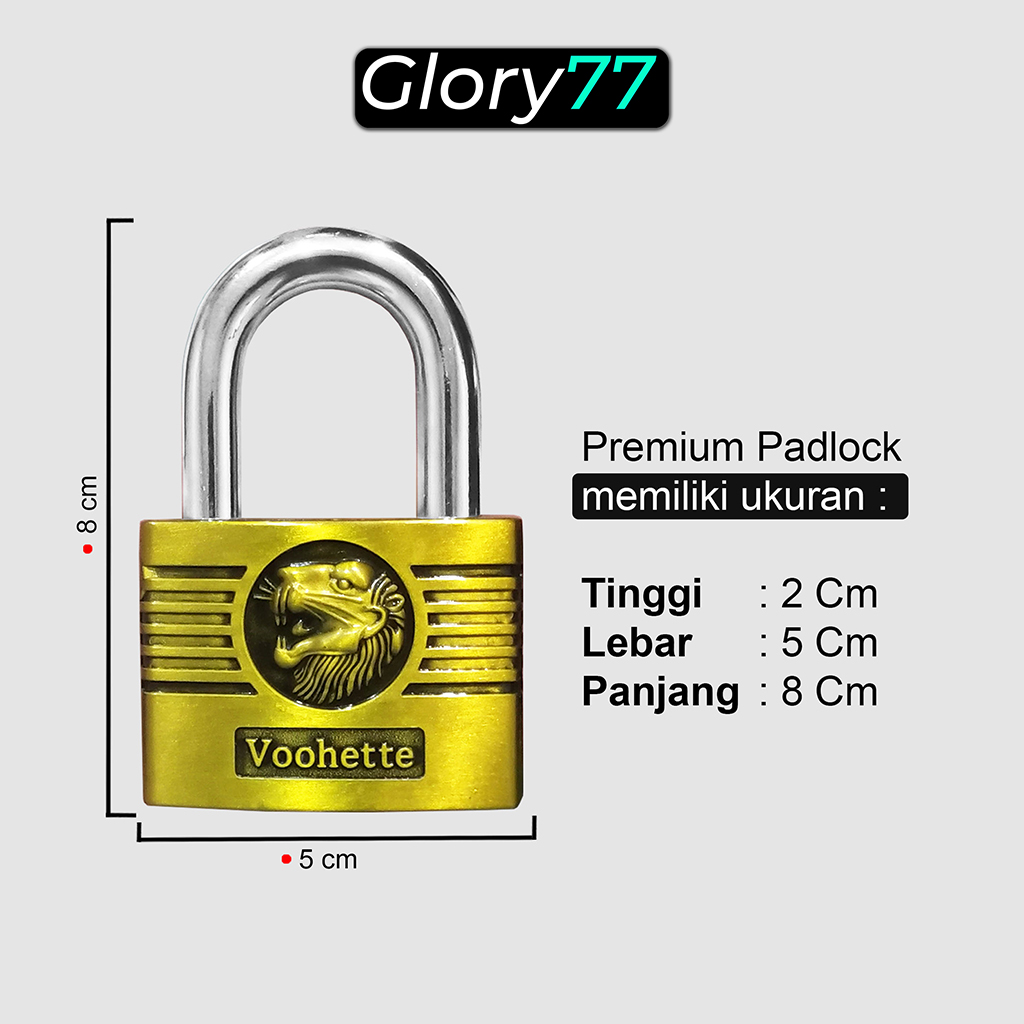 Glory77
8 cm
Premium Padlock
memiliki ukuran :
Tinggi : 2 Cm
Lebar : 5 Cm
Panjang : 8 Cm
Voohette
5 cm